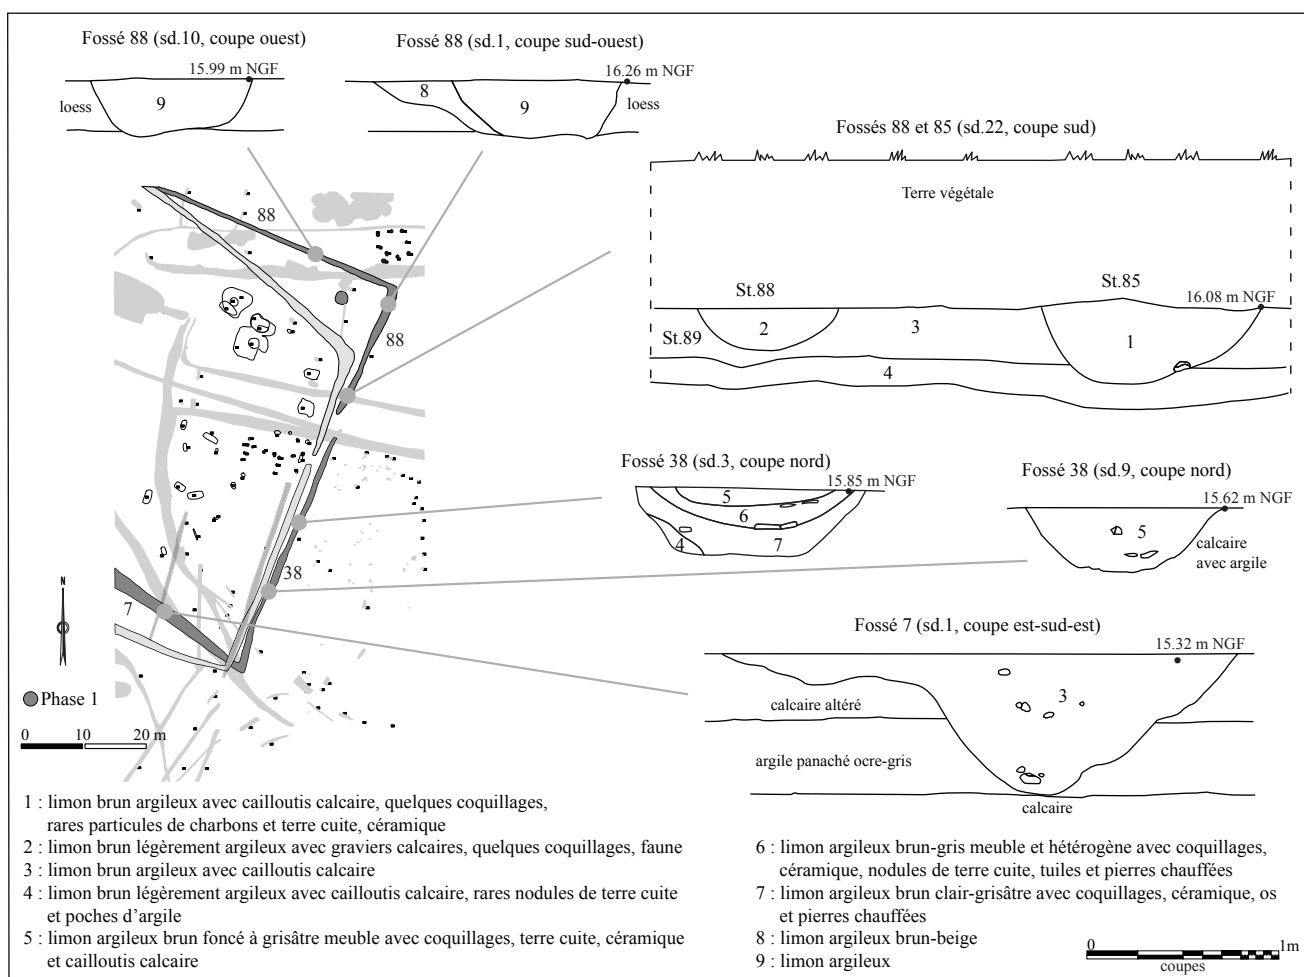 Fossé 88 (sd.10, coupe ouest)
15.99 m NGF
loess
9
Fossé 88 (sd.1, coupe sud-ouest)
16.26 m NGF
8
9
loess
Fossés 88 et 85 (sd.22, coupe sud)
Terre végétale
St.88
St.85
16.08 m NGF
St.89
2
3
1
4
88
88
38
7
N
Phase 1
0 10 20 m
Fossé 38 (sd.3, coupe nord)
15.85 m NGF
5
6
4
7
Fossé 38 (sd.9, coupe nord)
15.62 m NGF
5
calcaire
avec argile
Fossé 7 (sd.1, coupe est-sud-est)
15.32 m NGF
3
calcaire altéré
argile panaché ocre-gris
calcaire
1 : limon brun argileux avec cailloutis calcaire, quelques coquillages,
rares particules de charbons et terre cuite, céramique
2 : limon brun légèrement argileux avec graviers calcaires, quelques coquillages, faune
3 : limon brun argileux avec cailloutis calcaire
4 : limon brun légèrement argileux avec cailloutis calcaire, rares nodules de terre cuite
et poches d'argile
5 : limon argileux brun foncé à grisâtre meuble avec coquillages, terre cuite, céramique
et cailloutis calcaire
6 : limon argileux brun-gris meuble et hétérogène avec coquillages,
céramique, nodules de terre cuite, tuiles et pierres chauffées
7 : limon argileux brun clair-grisâtre avec coquillages, céramique, os
et pierres chauffées
8 : limon argileux brun-beige
9 : limon argileux
0 1m
coupes